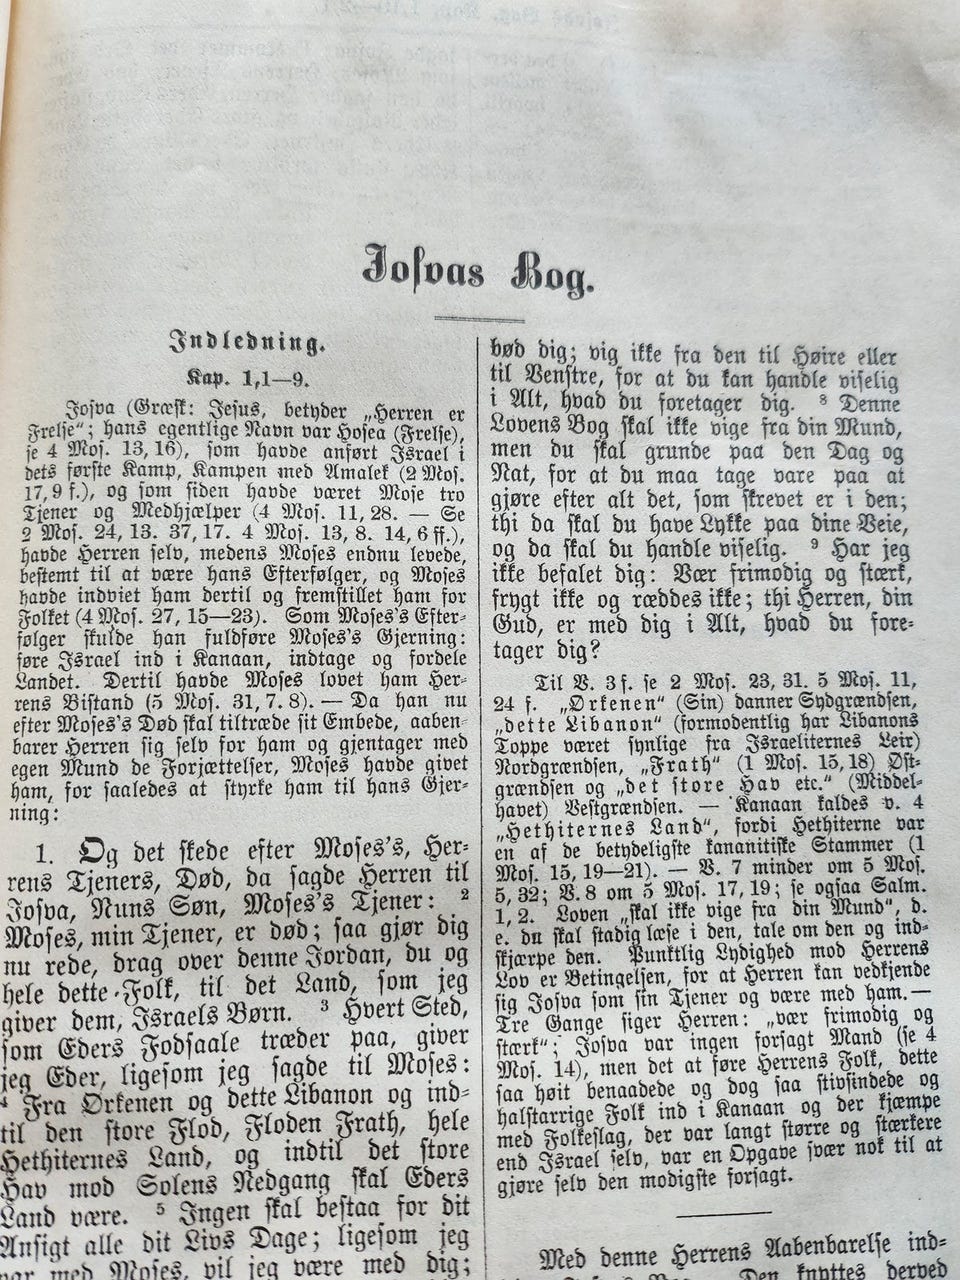 Josvas Bog.
Indledning.
Kap. 1,1—9.
Josva (Græsk: Jesus, betyder „Herren er
Frelse“; hans egentlige Navn var Hosea (Frelse),
se 4 Mos. 13, 16), som havde anført Israel i
dets første Kamp, Kampen med Amalek (2 Mos.
17, 9 f.), og som siden havde været Mose tro
Tjener og Medhjælper (4 Mos. 11, 28. — Se
2 Mos. 24, 13. 37, 17. 4 Mos. 13, 8. 14, 6 ff.),
havde Herren selv, medens Moses endnu levede,
bestemt til at være hans Efterfølger, og Moses
havde indviet ham dertil og fremstillet ham for
Folket (4 Mos. 27, 15—23). Som Moses's Efter-
følger skulde han fuldføre Moses's Gjerning:
føre Israel ind i Kanaan, indtage og fordele
Landet. Dertil havde Moses lovet ham Her-
rens Bistand (5 Mos. 31, 7. 8). — Da han nu
efter Moses's Død skal tiltræde sit Embede, aaben-
barer Herren sig selv for ham og gjentager med
egen Mund de Forjættelser, Moses havde givet
ham, for saaledes at styrke ham til hans Gjer-
ning:
1. Og det skede efter Moses's, Her-
rens Tjeners, Død, da sagde Herren til
Josva, Nuns Søn, Moses's Tjener: 2
Moses, min Tjener, er død; saa gjør dig
nu rede, drag over denne Jordan, du og
hele dette Folk, til det Land, som jeg
giver dem, Israels Børn. 3 Hvert Sted,
som Eders Fodsaale træder paa, giver
jeg Eder, ligesom jeg sagde til Moses:
4 Fra Ørkenen og dette Libanon og ind-
til den store Flod, Floden Frath, hele
Hethiternes Land, og indtil det store
Hav mod Solens Nedgang skal Eders
Land være. 5 Ingen skal bestaa for dit
Ansigt alle dit Livs Dage; ligesom jeg
var med Moses, vil jeg være med dig;
bød dig; vig ikke fra den til Høire eller
til Venstre, for at du kan handle viselig
i Alt, hvad du foretager dig. 8 Denne
Lovens Bog skal ikke vige fra din Mund,
men du skal grunde paa den Dag og
Nat, for at du maa tage vare paa at
gjøre efter alt det, som skrevet er i den;
thi da skal du have Lykke paa dine Veie,
og da skal du handle viselig. 9 Har jeg
ikke befalet dig: Vær frimodig og stærk,
frygt ikke og ræddes ikke; thi Herren, din
Gud, er med dig i Alt, hvad du fore-
tager dig?
Til V. 3 f. se 2 Mos. 23, 31. 5 Mos. 11,
24 f. „Ørkenen“ (Sin) danner Sydgrændsen,
„dette Libanon“ (formodentlig har Libanons
Toppe været synlige fra Israeliternes Leir)
Nordgrændsen, „Frath“ (1 Mos. 15, 18) Øst-
grændsen og „det store Hav etc.“ (Middel-
havet) Vestgrændsen. — Kanaan kaldes v. 4
„Hethiternes Land“, fordi Hethiterne var
en af de betydeligste kananitiske Stammer (1
Mos. 15, 19—21). — V. 7 minder om 5 Mos.
5, 32; V. 8 om 5 Mos. 17, 19; se ogsaa Salm.
1, 2. Loven „skal ikke vige fra din Mund“, d.
e. du skal stadig læse i den, tale om den og ind-
skjærpe den. Punktlig Lydighed mod Herrens
Lov er Betingelsen, for at Herren kan vedkjende
sig Josva som sin Tjener og være med ham. —
Tre Gange siger Herren: „vær frimodig og
stærk“; Josva var ingen forsagt Mand (se 4
Mos. 14), men det at føre Herrens Folk, dette
saa høit benaadede og dog saa stivsindede og
halstarrige Folk ind i Kanaan og der kjæmpe
med Folkeslag, der var langt større og stærkere
end Israel selv, var en Opgave svær nok til at
gjøre selv den modigste forsagt.
Med denne Herrens Aabenbarelse ind-
Den knyttes derved